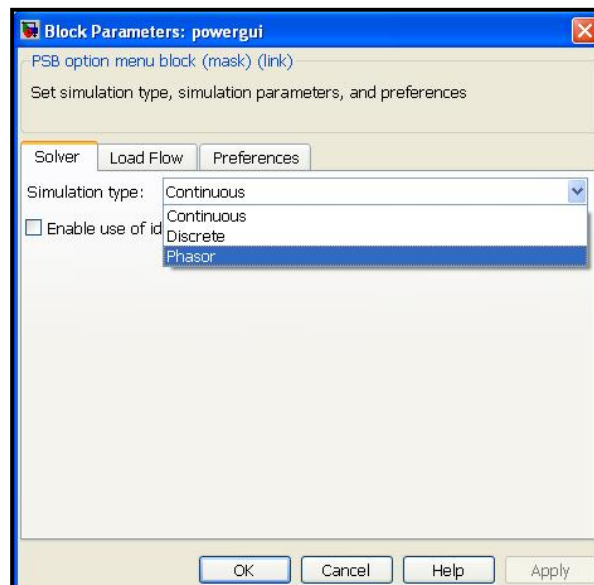 Block Parameters: powergui
PSB option menu block (mask) (link)
Set simulation type, simulation parameters, and preferences
Solver Load Flow Preferences
Simulation type: Continuous
Continuous
Enable use of id
Discrete
Phasor
OK Cancel Help Apply